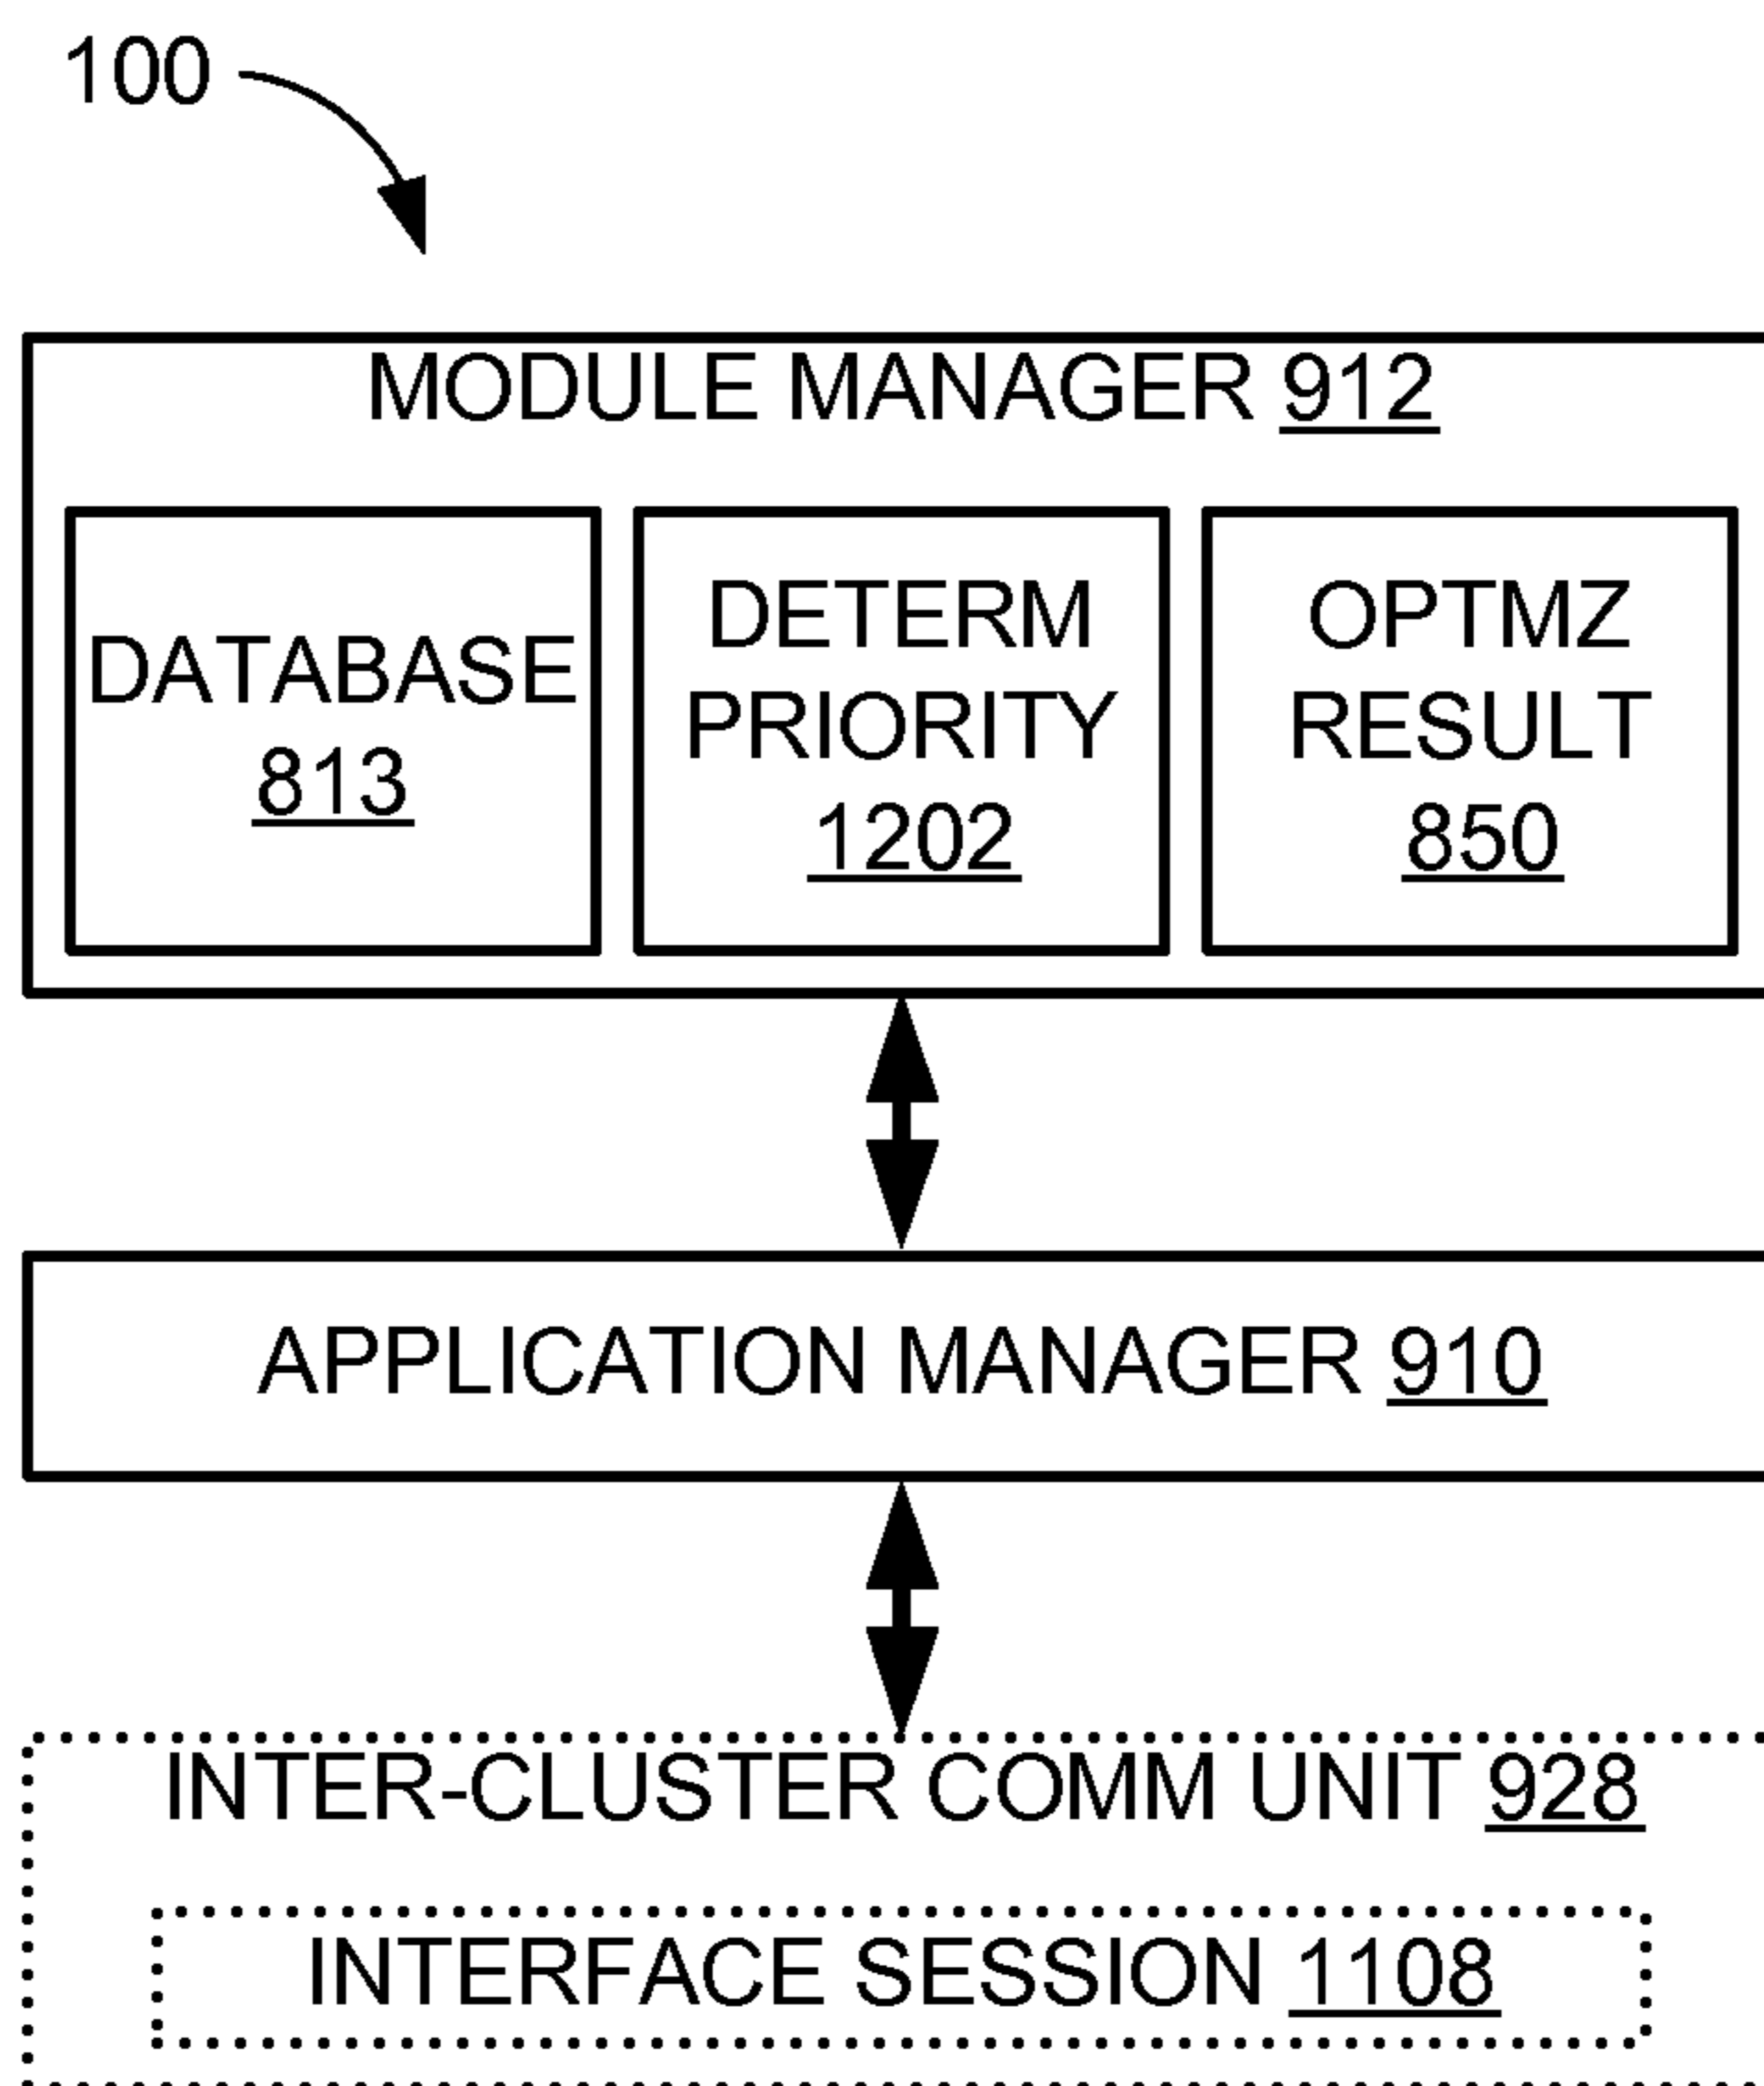 100
MODULE MANAGER 912
DATABASE
813
DETERM
PRIORITY
1202
OPTMZ
RESULT
850
APPLICATION MANAGER 910
INTER-CLUSTER COMM UNIT 928
INTERFACE SESSION 1108